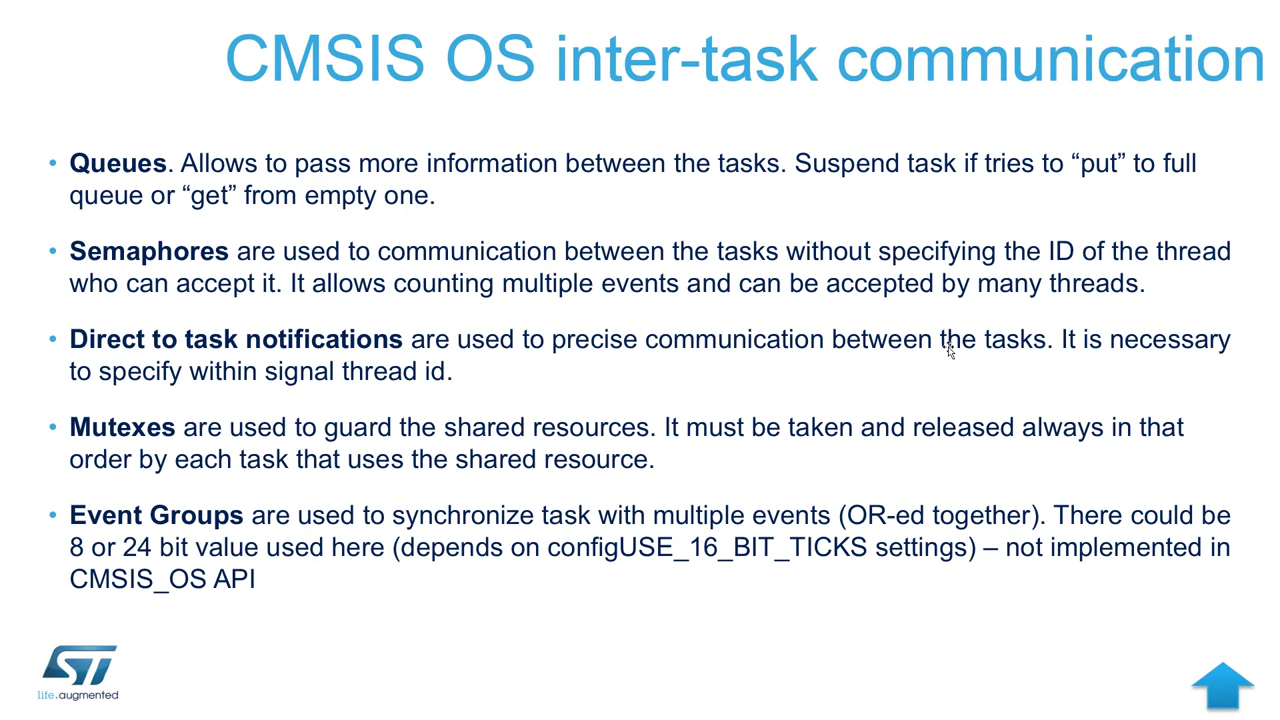 CMSIS OS inter-task communication
• Queues. Allows to pass more information between the tasks. Suspend task if tries to “put” to full
queue or “get” from empty one.
• Semaphores are used to communication between the tasks without specifying the ID of the thread
who can accept it. It allows counting multiple events and can be accepted by many threads.
• Direct to task notifications are used to precise communication between the tasks. It is necessary
to specify within signal thread id.
• Mutexes are used to guard the shared resources. It must be taken and released always in that
order by each task that uses the shared resource.
• Event Groups are used to synchronize task with multiple events (OR-ed together). There could be
8 or 24 bit value used here (depends on configUSE_16_BIT_TICKS settings) – not implemented in
CMSIS_OS API
ST
life.augmented